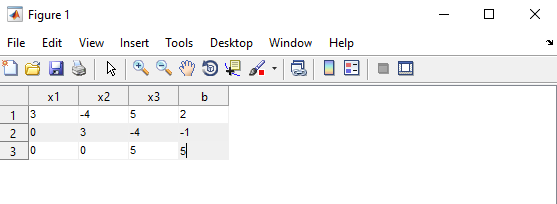 Figure 1
File Edit View Insert Tools Desktop Window Help
x1 x2 x3 b
1 3 -4 5 2
2 0 3 -4 -1
3 0 0 5 5